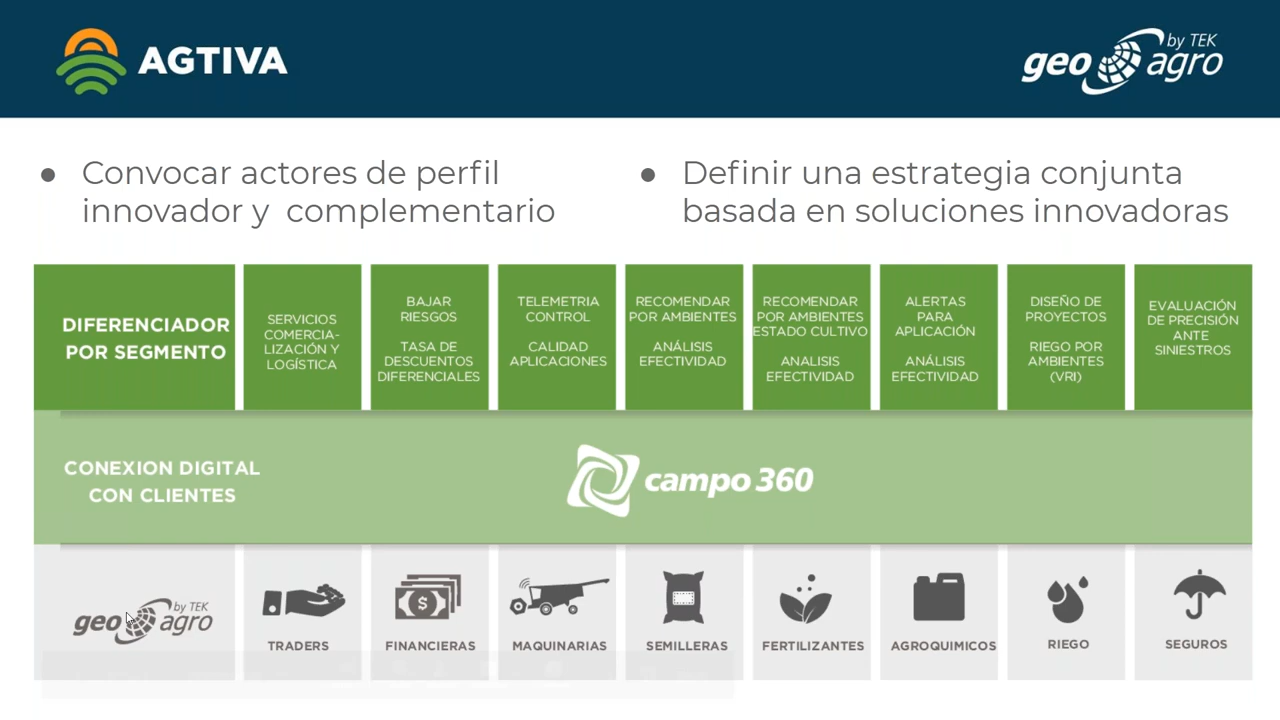 AGTIVA
geo agro by TEK
● Convocar actores de perfil
innovador y complementario
● Definir una estrategia conjunta
basada en soluciones innovadoras
DIFERENCIADOR
POR SEGMENTO
SERVICIOS
COMERCIA-
LIZACIÓN Y
LOGÍSTICA
BAJAR
RIESGOS
TASA DE
DESCUENTOS
DIFERENCIALES
TELEMETRIA
CONTROL
CALIDAD
APLICACIONES
RECOMENDAR
POR AMBIENTES
ANÁLISIS
EFECTIVIDAD
RECOMENDAR
POR AMBIENTES
ESTADO CULTIVO
ANALISIS
EFECTIVIDAD
ALERTAS
PARA
APLICACIÓN
ANÁLISIS
EFECTIVIDAD
DISEÑO DE
PROYECTOS
RIEGO POR
AMBIENTES
(VRI)
EVALUACIÓN
DE PRECISIÓN
ANTE
SINIESTROS
CONEXION DIGITAL
CON CLIENTES
campo 360
geo agro by TEK
TRADERS
FINANCIERAS
MAQUINARIAS
SEMILLERAS
FERTILIZANTES
AGROQUIMICOS
RIEGO
SEGUROS